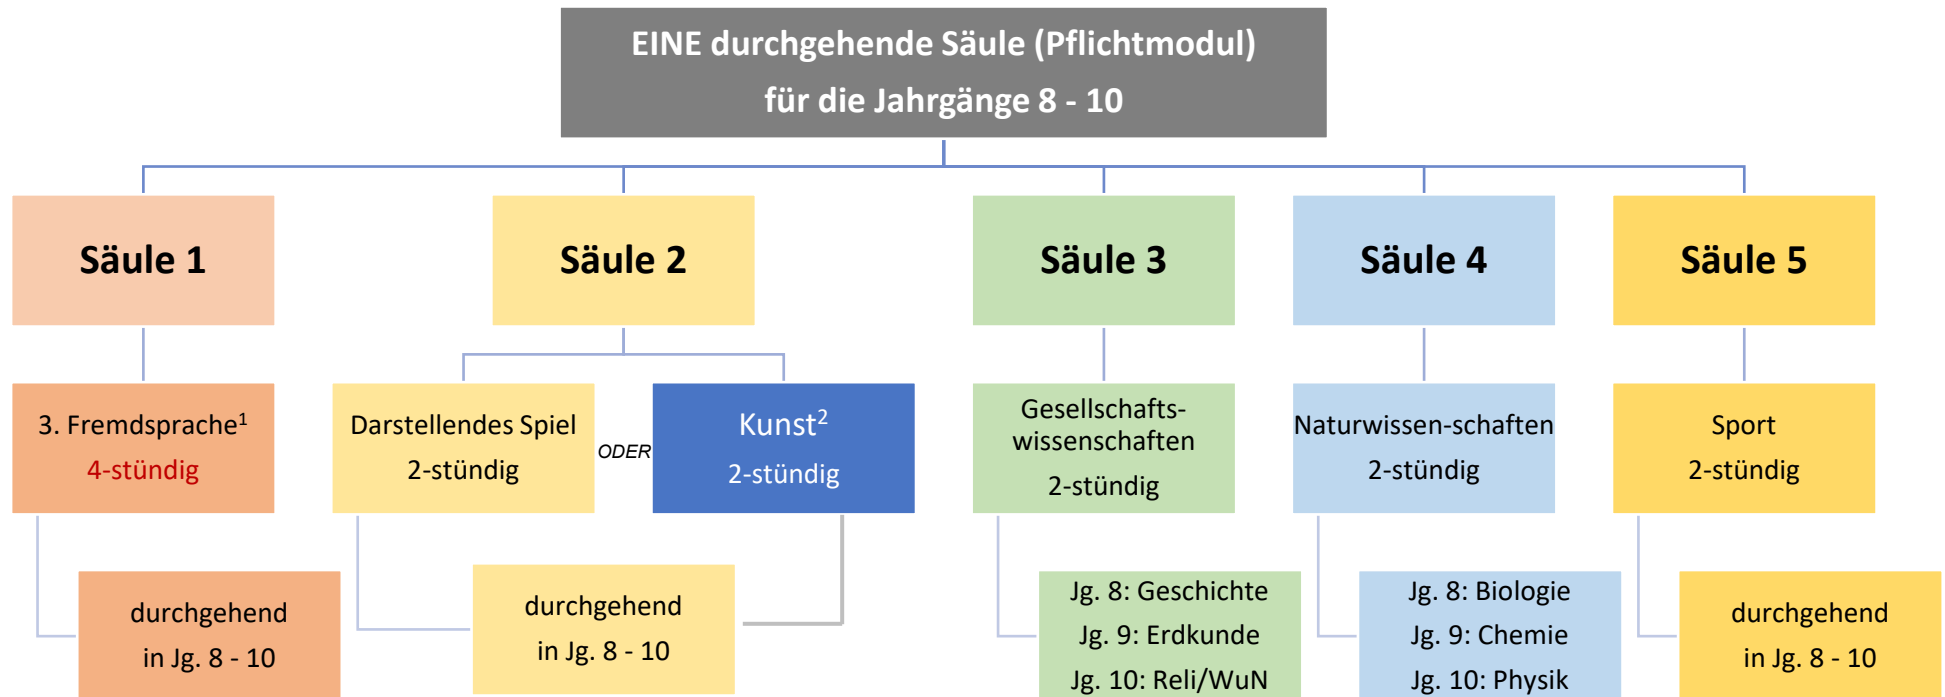 EINE durchgehende Säule (Pflichtmodul)
für die Jahrgänge 8 - 10
Säule 1
Säule 2
Säule 3
Säule 4
Säule 5
3. Fremdsprache¹
4-stündig
Darstellendes Spiel
2-stündig
ODER
Kunst²
2-stündig
Gesellschafts-
wissenschaften
2-stündig
Naturwissen-schaften
2-stündig
Sport
2-stündig
durchgehend
in Jg. 8 - 10
durchgehend
in Jg. 8 - 10
Jg. 8: Geschichte
Jg. 9: Erdkunde
Jg. 10: Reli/WuN
Jg. 8: Biologie
Jg. 9: Chemie
Jg. 10: Physik
durchgehend
in Jg. 8 - 10